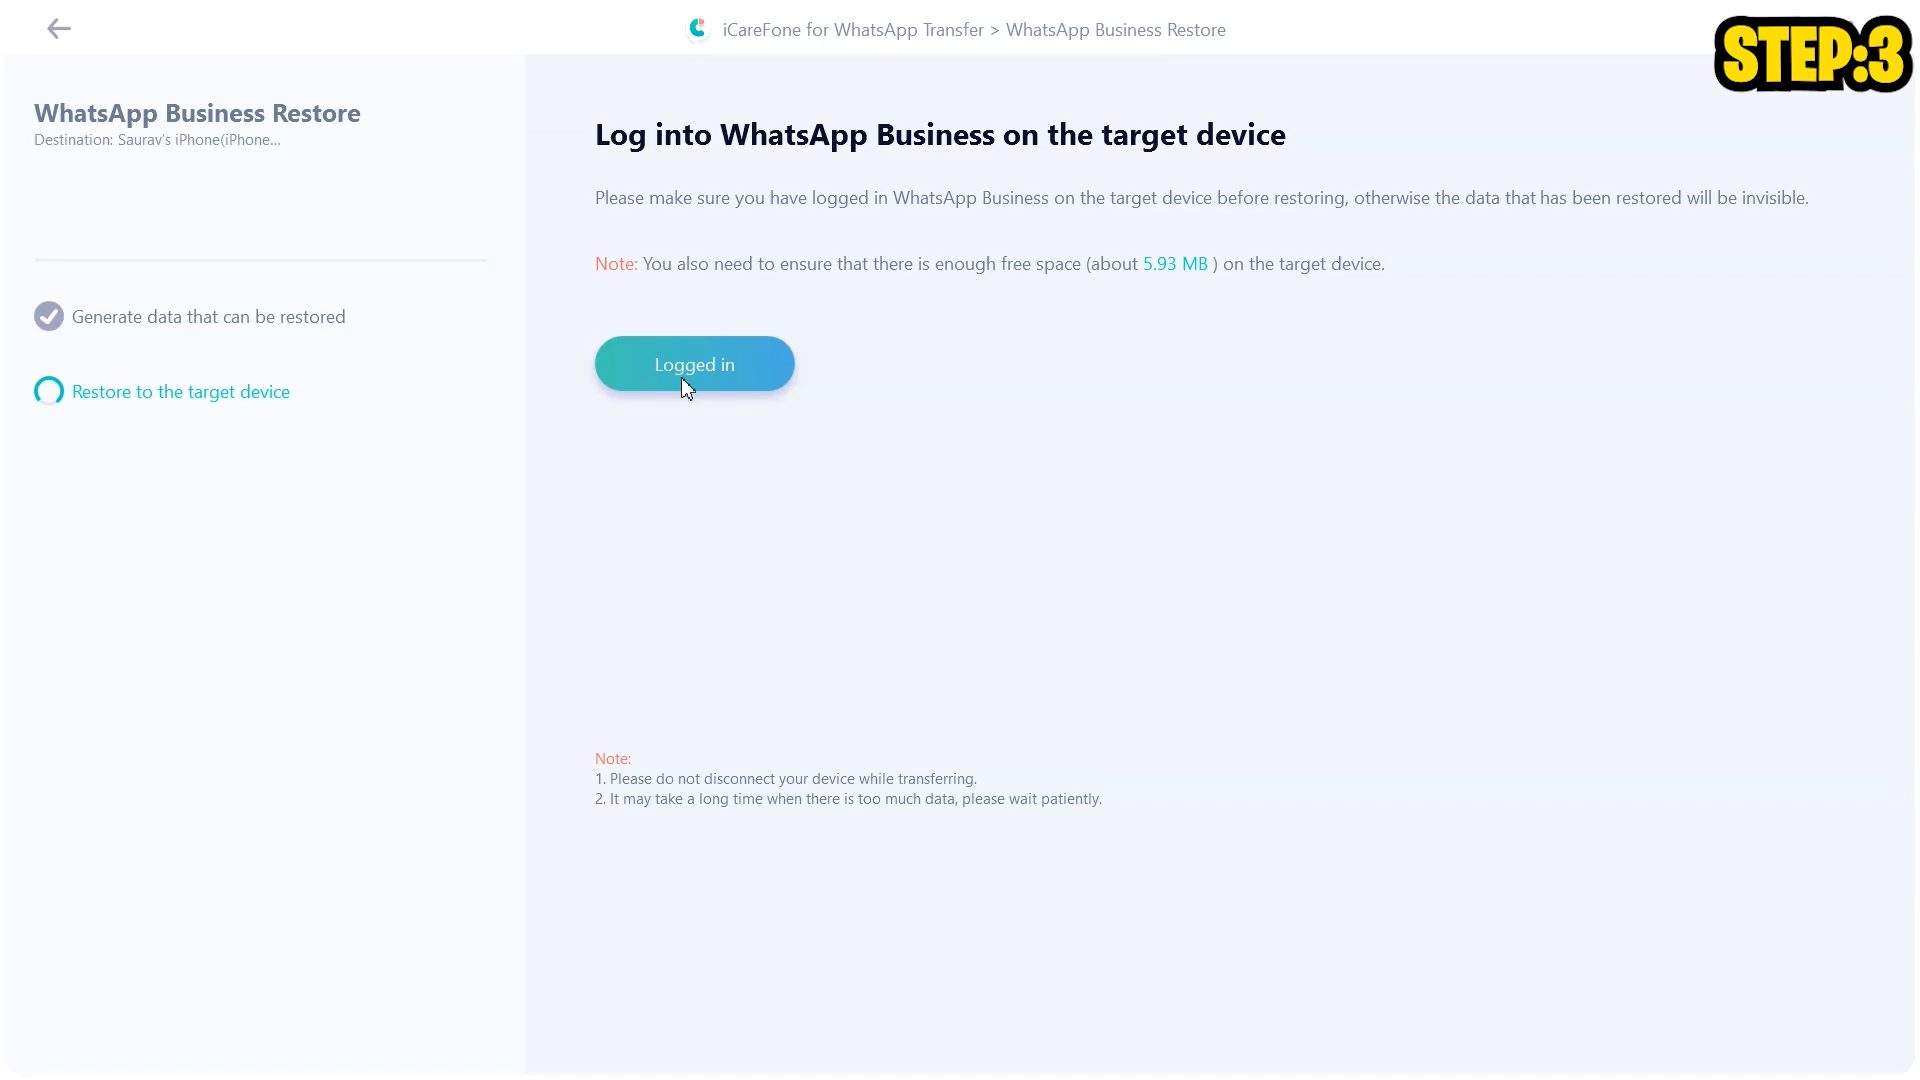 iCareFone for WhatsApp Transfer > WhatsApp Business Restore
STEP:3
WhatsApp Business Restore
Destination: Saurav's iPhone(iPhone...
Generate data that can be restored
Restore to the target device
Log into WhatsApp Business on the target device
Please make sure you have logged in WhatsApp Business on the target device before restoring, otherwise the data that has been restored will be invisible.
Note: You also need to ensure that there is enough free space (about 5.93 MB ) on the target device.
Logged in
Note:
1. Please do not disconnect your device while transferring.
2. It may take a long time when there is too much data, please wait patiently.